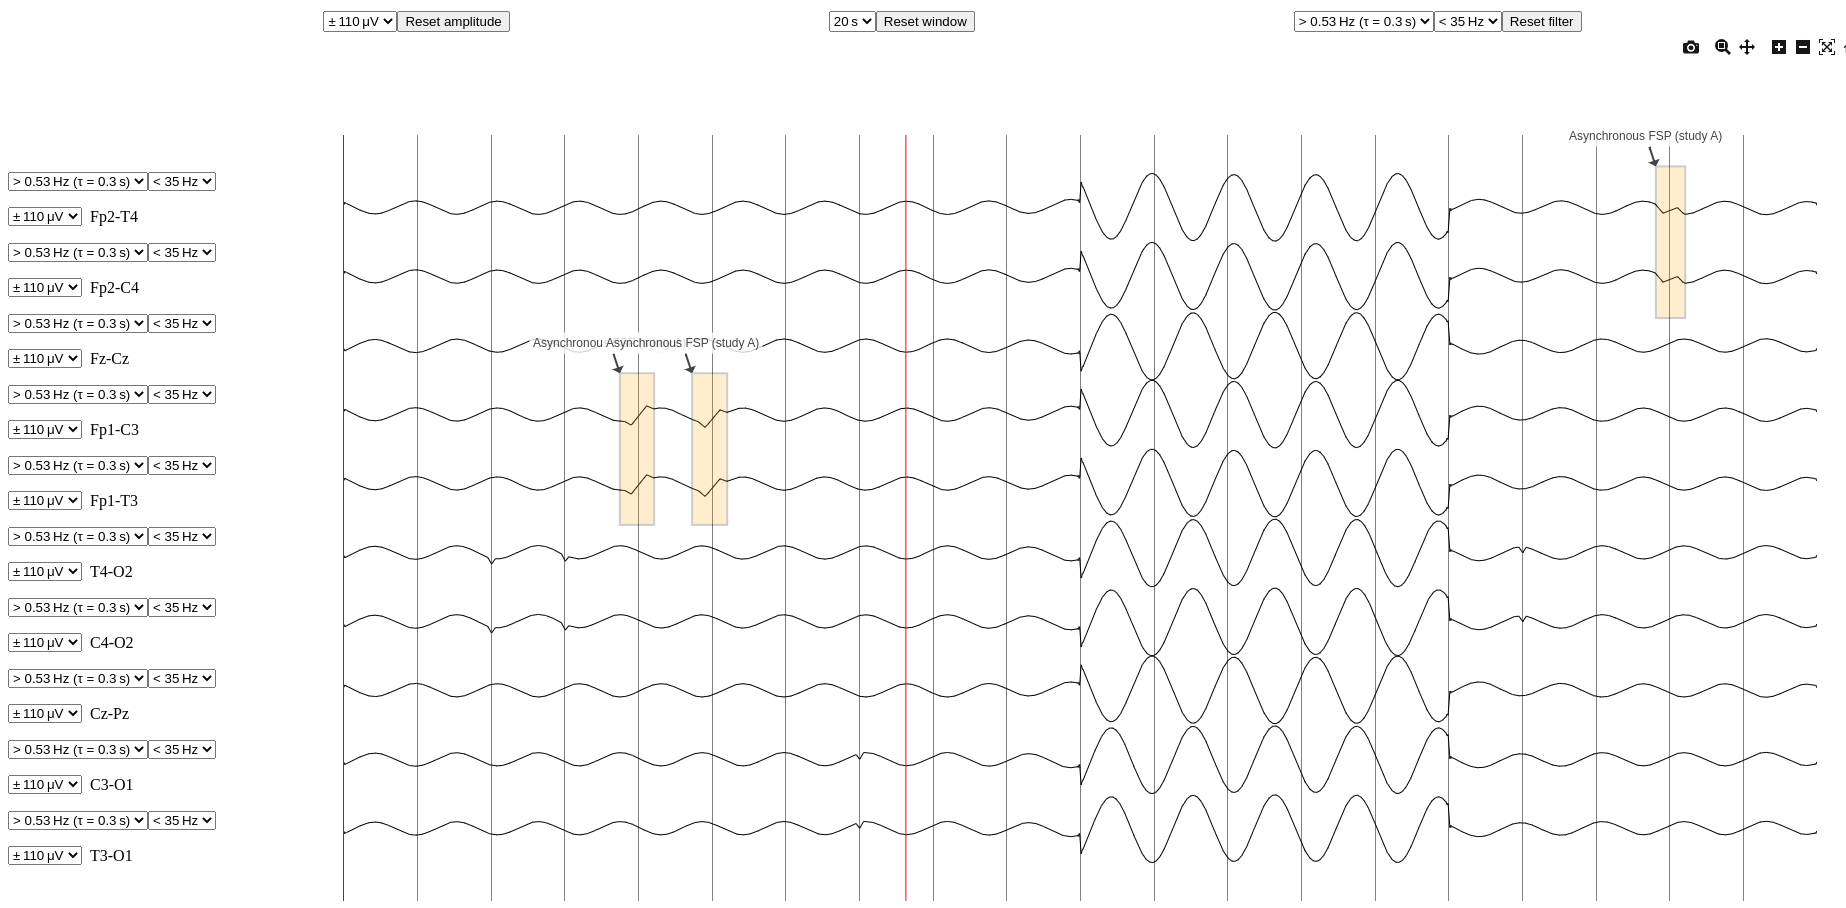 ± 110 µV Reset amplitude 20 s Reset window > 0.53 Hz (τ = 0.3 s) < 35 Hz Reset filter
Asynchronous FSP (study A)
> 0.53 Hz (τ = 0.3 s) < 35 Hz
± 110 µV Fp2-T4
> 0.53 Hz (τ = 0.3 s) < 35 Hz
± 110 µV Fp2-C4
> 0.53 Hz (τ = 0.3 s) < 35 Hz
Asynchronou Asynchronous FSP (study A)
± 110 µV Fz-Cz
> 0.53 Hz (τ = 0.3 s) < 35 Hz
± 110 µV Fp1-C3
> 0.53 Hz (τ = 0.3 s) < 35 Hz
± 110 µV Fp1-T3
> 0.53 Hz (τ = 0.3 s) < 35 Hz
± 110 µV T4-O2
> 0.53 Hz (τ = 0.3 s) < 35 Hz
± 110 µV C4-O2
> 0.53 Hz (τ = 0.3 s) < 35 Hz
± 110 µV Cz-Pz
> 0.53 Hz (τ = 0.3 s) < 35 Hz
± 110 µV C3-O1
> 0.53 Hz (τ = 0.3 s) < 35 Hz
± 110 µV T3-O1